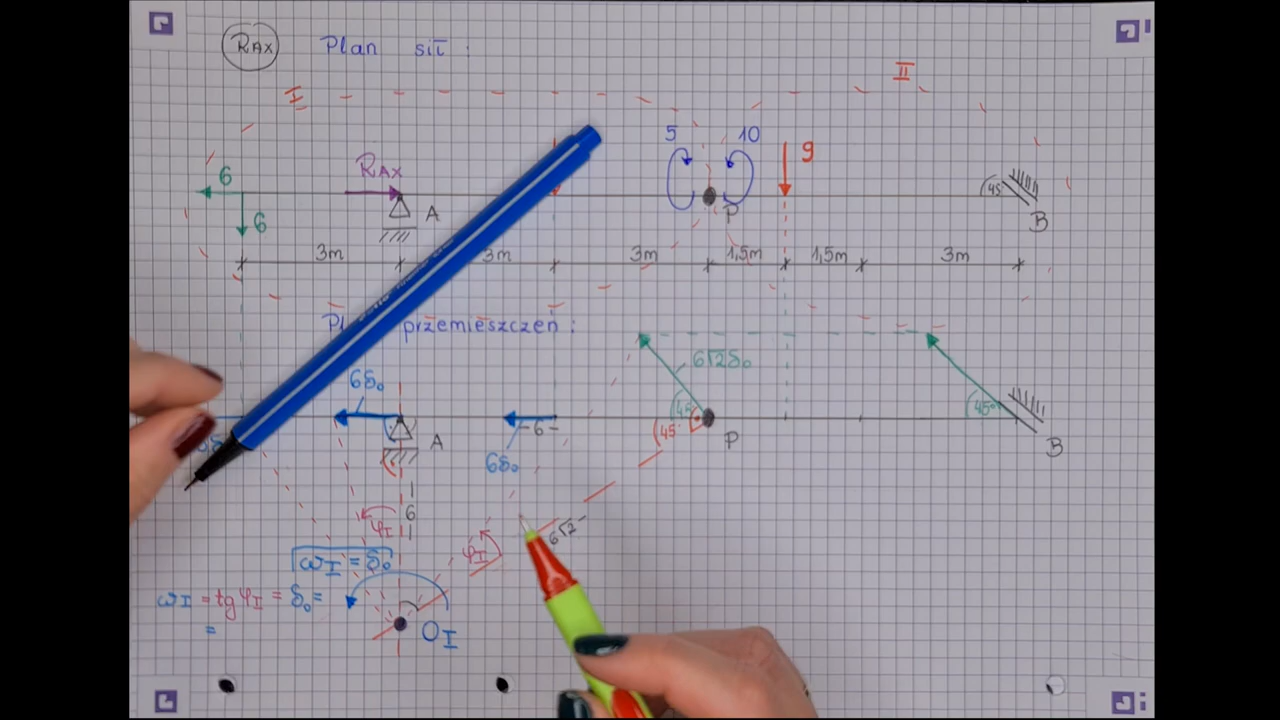 RAX Plan sił:
I II
5 10 9
6 RAX
6 A P 45 B
3m 3m 3m 1,5m 1,5m 3m
przemieszczeń:
6√2δ₀
6δ₀
45° 45°
-6- 45°
A P B
6δ₀
6
φI 6√2
φI
ωI = δ₀
ωI = tg φI = δ₀ =
=
OI